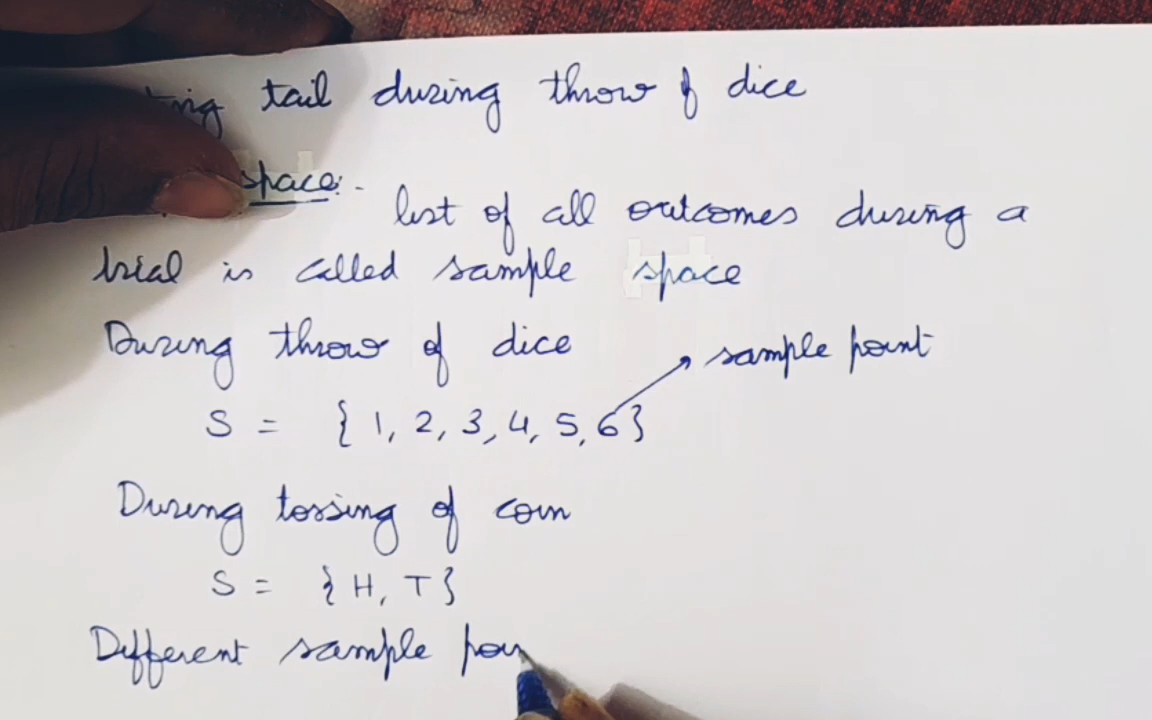 tail during throw of dice
space:-
list of all outcomes during a
trial is called sample space
During throw of dice
sample point
S = { 1, 2, 3, 4, 5, 6 }
During tossing of coin
S = { H, T }
Different sample